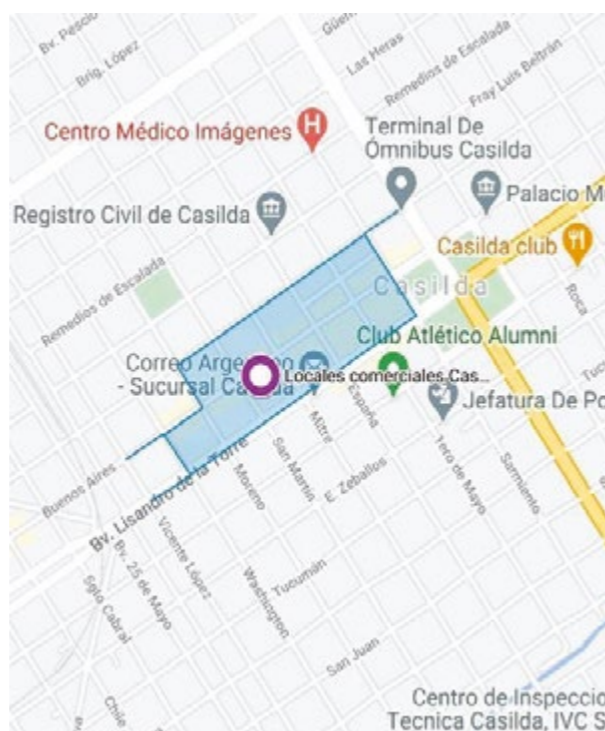 Bv. Pescio
Brig. López
Las Heras
Remedios de Escalada
Fray Luis Beltrán
Centro Médico Imágenes
H
Terminal De
Ómnibus Casilda
Registro Civil de Casilda
Palacio M
Casilda club
Casilda
Roca
Remedios de Escalada
Club Atlético Alumni
Correo Argentino
- Sucursal Casilda
Locales comerciales Cas...
España
Jefatura De Po
Mitre
San Martín
Moreno
E. Zeballos
1ero de Mayo
Sarmiento
Buenos Aires
Bv. Lisandro de la Torre
Vicente López
Bv. 25 de Mayo
Sgto Cabral
Washington
Tucumán
San Juan
Chile
Centro de Inspeccio
Tecnica Casilda, IVC S